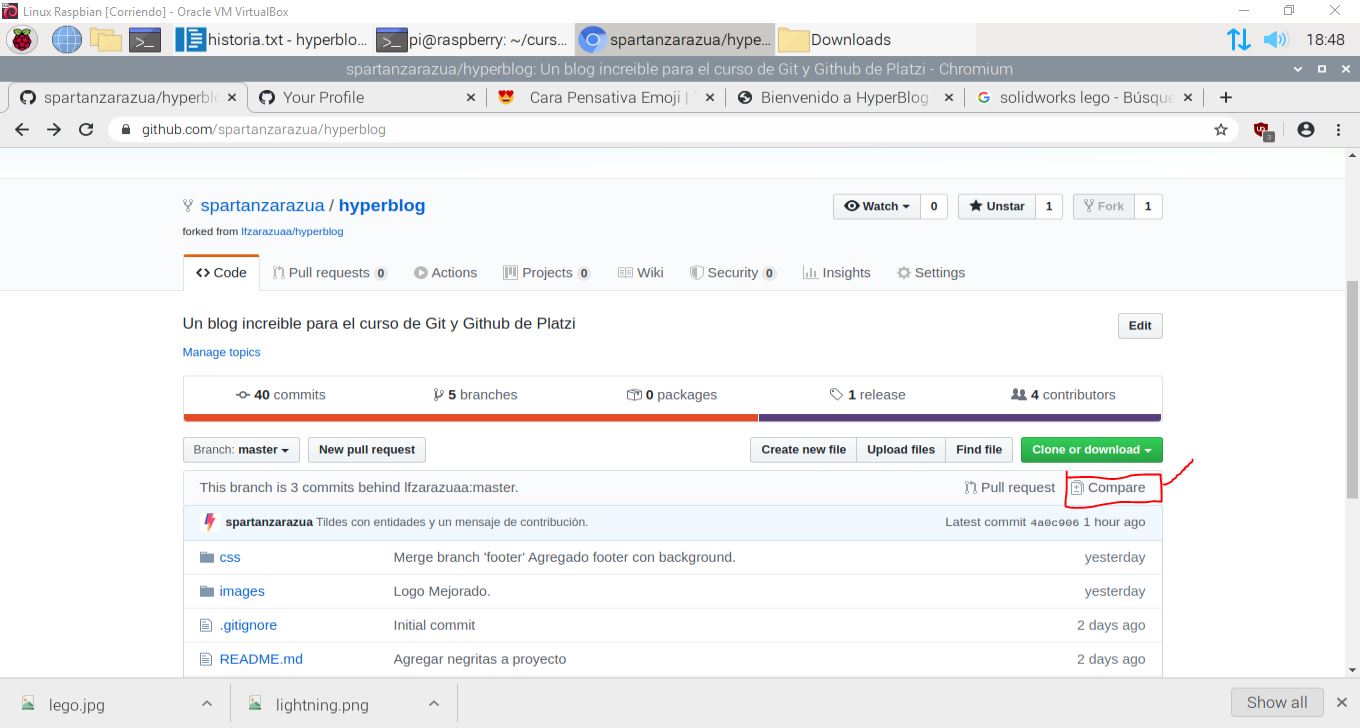 Linux Raspbian [Corriendo] - Oracle VM VirtualBox
historia.txt - hyperblo... pi@raspberry: ~/curs... spartanzarazua/hype... Downloads 18:48
spartanzarazua/hyperblog: Un blog increible para el curso de Git y Github de Platzi - Chromium
spartanzarazua/hyperblo Your Profile Cara Pensativa Emoji | Bienvenido a HyperBlog solidworks lego - Búsque
github.com/spartanzarazua/hyperblog 3
spartanzarazua / hyperblog Watch 0 Unstar 1 Fork 1
forked from lfzarazuaa/hyperblog
Code Pull requests 0 Actions Projects 0 Wiki Security 0 Insights Settings
Un blog increible para el curso de Git y Github de Platzi Edit
Manage topics
40 commits 5 branches 0 packages 1 release 4 contributors
Branch: master New pull request Create new file Upload files Find file Clone or download
This branch is 3 commits behind lfzarazuaa:master. Pull request Compare
spartanzarazua Tildes con entidades y un mensaje de contribución. Latest commit 4a0c906 1 hour ago
css Merge branch 'footer' Agregado footer con background. yesterday
images Logo Mejorado. yesterday
.gitignore Initial commit 2 days ago
README.md Agregar negritas a proyecto 2 days ago
lego.jpg lightning.png Show all